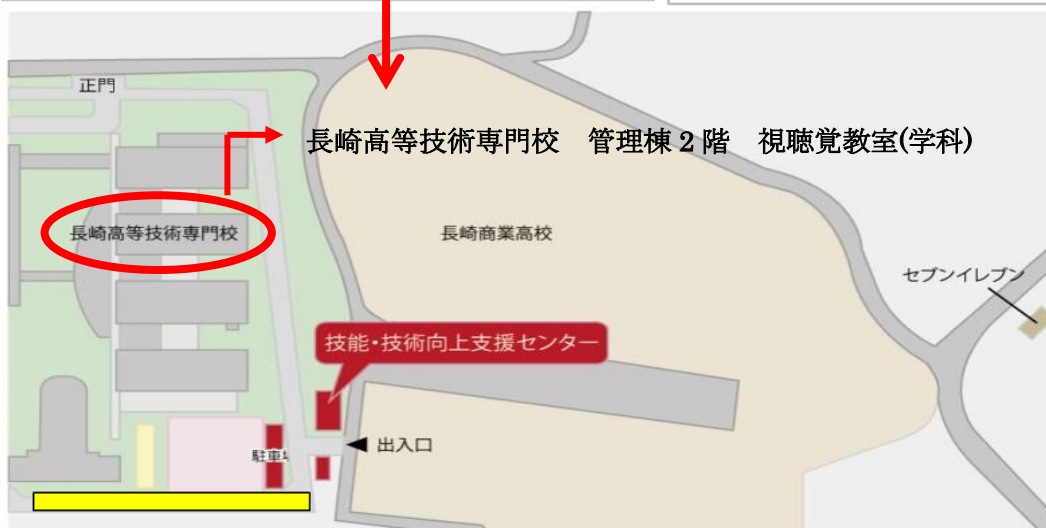 正門
長崎高等技術専門校　管理棟２階　視聴覚教室(学科)
長崎高等技術専門校
長崎商業高校
セブンイレブン
技能・技術向上支援センター
出入口
駐車場